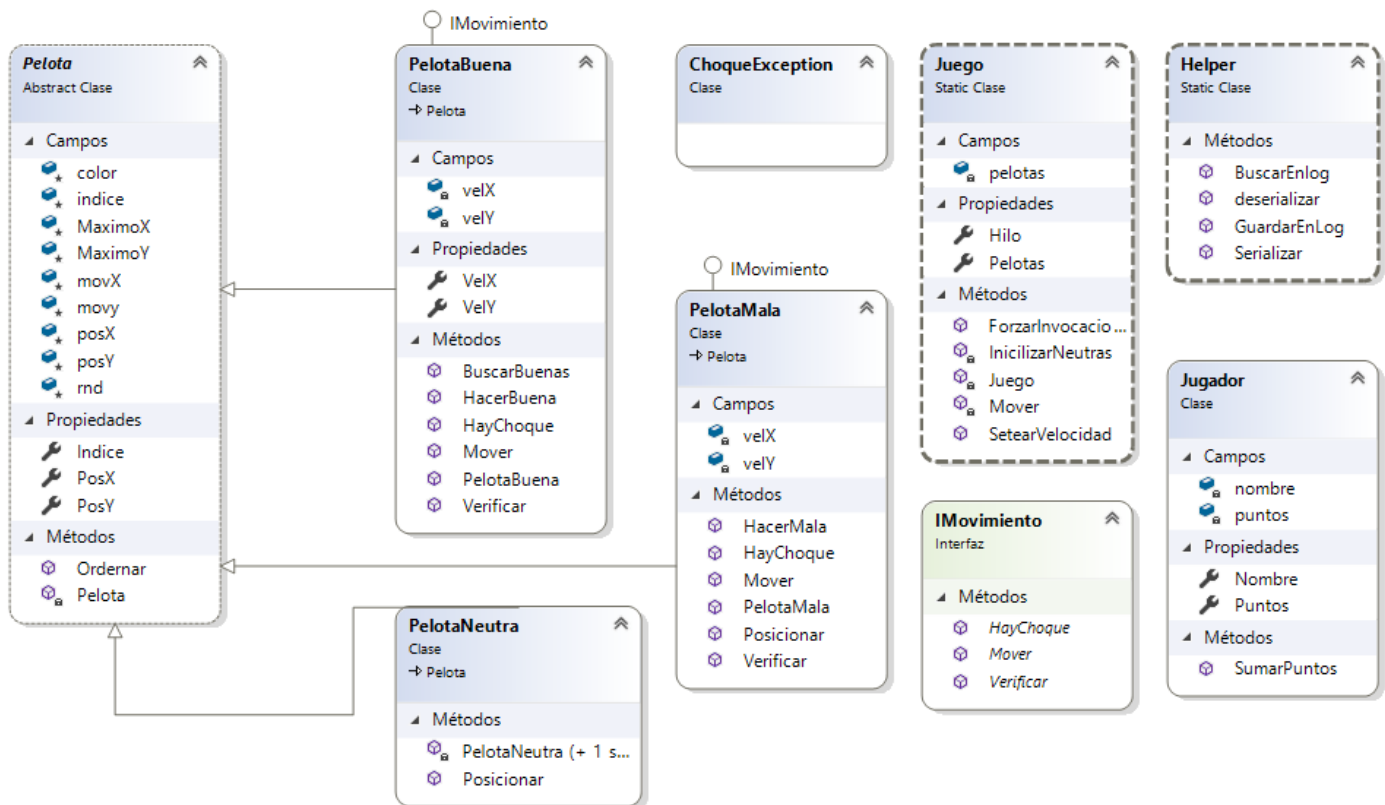 Pelota
Abstract Clase
Campos
color
indice
MaximoX
MaximoY
movX
movy
posX
posY
rnd
Propiedades
Indice
PosX
PosY
Métodos
Ordernar
Pelota
IMovimiento
PelotaBuena
Clase
Pelota
Campos
velX
velY
Propiedades
VelX
VelY
Métodos
BuscarBuenas
HacerBuena
HayChoque
Mover
PelotaBuena
Verificar
PelotaNeutra
Clase
Pelota
Métodos
PelotaNeutra (+ 1 s...
Posicionar
ChoqueException
Clase
IMovimiento
PelotaMala
Clase
Pelota
Campos
velX
velY
Métodos
HacerMala
HayChoque
Mover
PelotaMala
Posicionar
Verificar
Juego
Static Clase
Campos
pelotas
Propiedades
Hilo
Pelotas
Métodos
ForzarInvocacio ...
InicilizarNeutras
Juego
Mover
SetearVelocidad
IMovimiento
Interfaz
Métodos
HayChoque
Mover
Verificar
Helper
Static Clase
Métodos
BuscarEnlog
deserializar
GuardarEnLog
Serializar
Jugador
Clase
Campos
nombre
puntos
Propiedades
Nombre
Puntos
Métodos
SumarPuntos